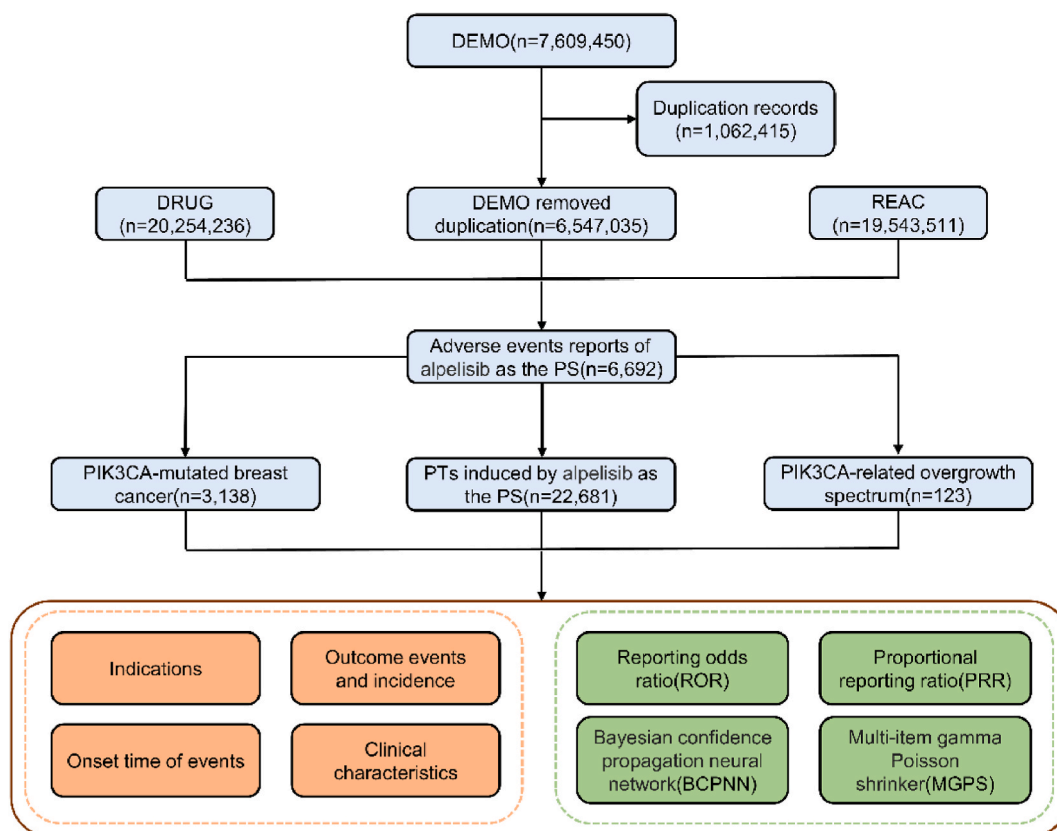 DEMO(n=7,609,450)
Duplication records
(n=1,062,415)
DRUG
(n=20,254,236)
DEMO removed
duplication(n=6,547,035)
REAC
(n=19,543,511)
Adverse events reports of
alpelisib as the PS(n=6,692)
PIK3CA-mutated breast
cancer(n=3,138)
PTs induced by alpelisib as
the PS(n=22,681)
PIK3CA-related overgrowth
spectrum(n=123)
Indications
Outcome events
and incidence
Onset time of events
Clinical
characteristics
Reporting odds
ratio(ROR)
Proportional
reporting ratio(PRR)
Bayesian confidence
propagation neural
network(BCPNN)
Multi-item gamma
Poisson
shrinker(MGPS)